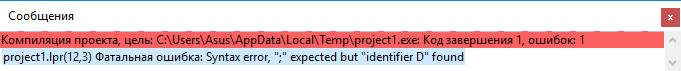 Сообщения
x
Компиляция проекта, цель: C:\Users\Asus\AppData\Local\Temp\project1.exe: Код завершения 1, ошибок: 1
project1.lpr(12,3) Фатальная ошибка: Syntax error, ";" expected but "identifier D" found